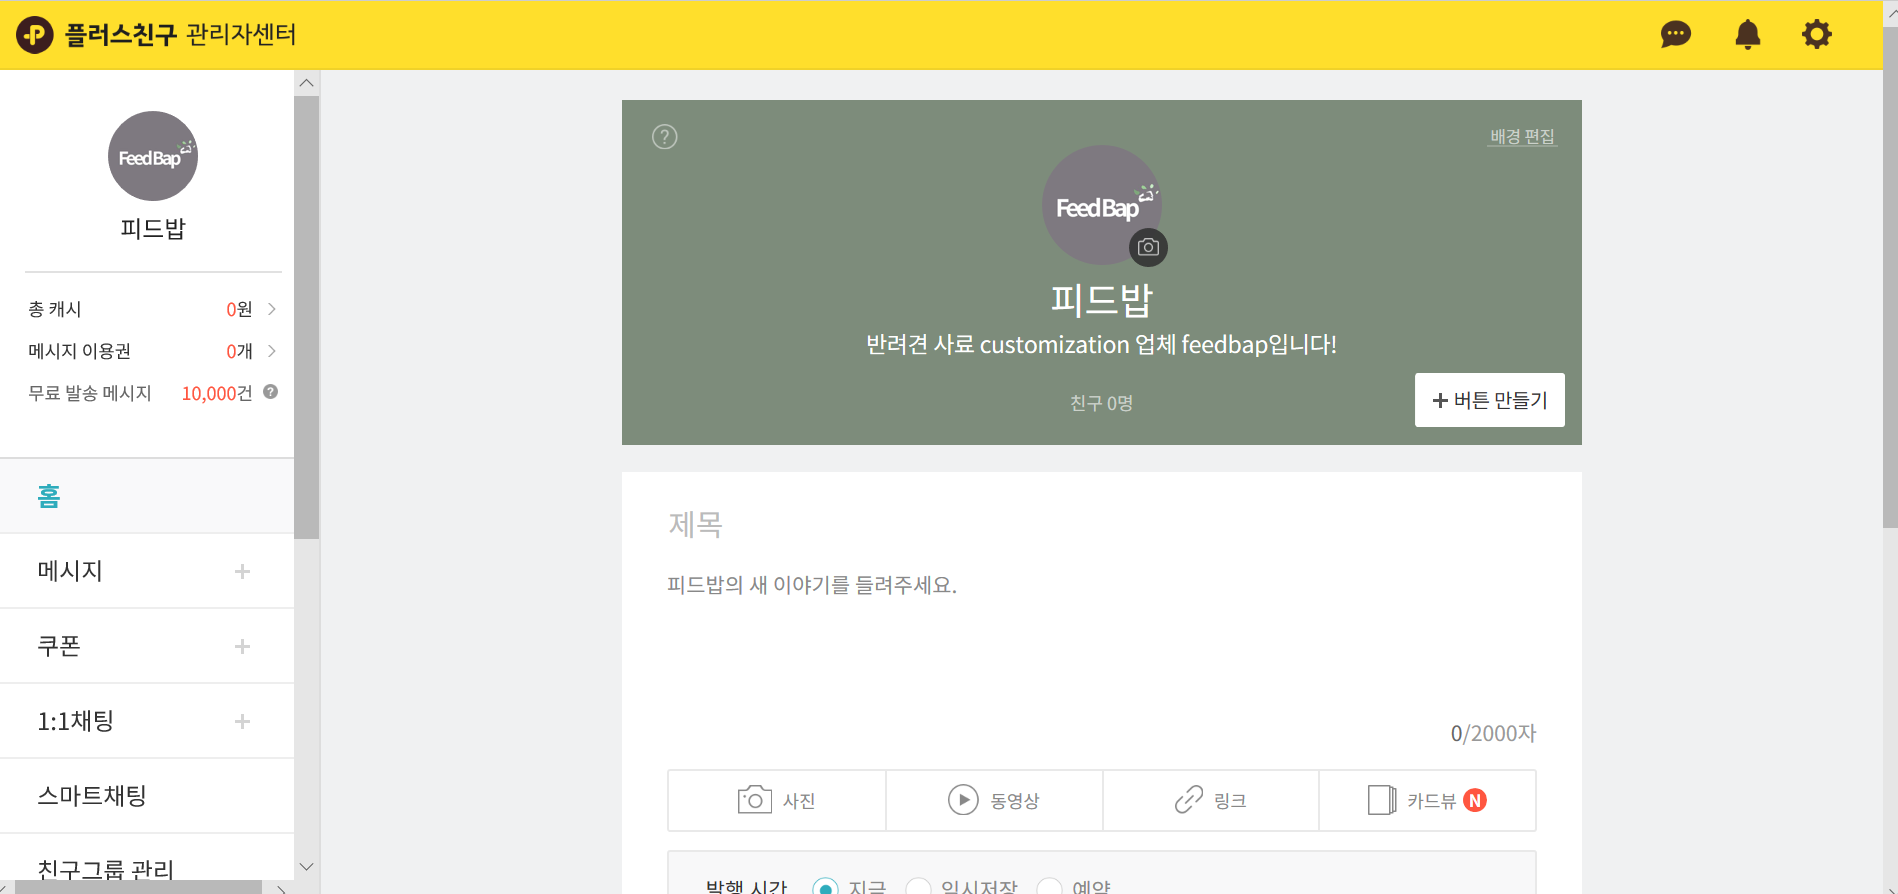 플러스친구 관리자센터
FeedBap
피드밥
총 캐시 0원
메시지 이용권 0개
무료 발송 메시지 10,000건
홈
메시지
쿠폰
1:1채팅
스마트채팅
친구그룹 관리
배경 편집
FeedBap
피드밥
반려견 사료 customization 업체 feedbap입니다!
친구 0명
+ 버튼 만들기
제목
피드밥의 새 이야기를 들려주세요.
0/2000자
사진 동영상 링크 카드뷰 N
발행 시간 지금 임시저장 예약